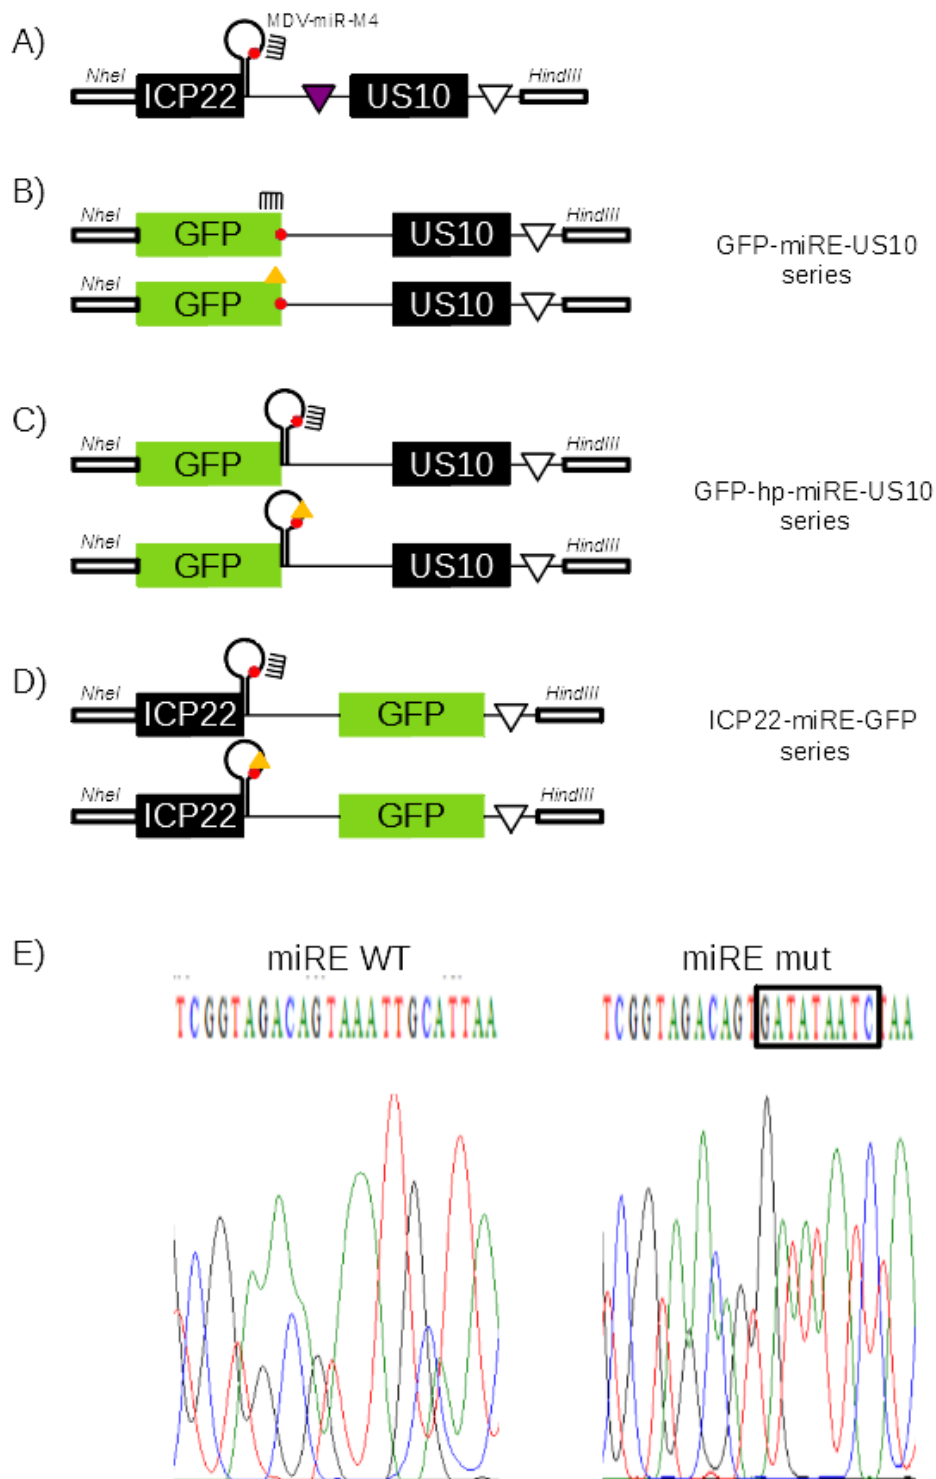 A)
MDV-miR-M4
NheI ICP22 US10 HindIII
B)
NheI GFP US10 HindIII
NheI GFP US10 HindIII
GFP-miRE-US10
series
C)
NheI GFP US10 HindIII
NheI GFP US10 HindIII
GFP-hp-miRE-US10
series
D)
NheI ICP22 GFP HindIII
NheI ICP22 GFP HindIII
ICP22-miRE-GFP
series
E)
miRE WT miRE mut
TCGGTAGACAGTAAATTGCATTAA TCGGTAGACAGTGATATAATCTAA